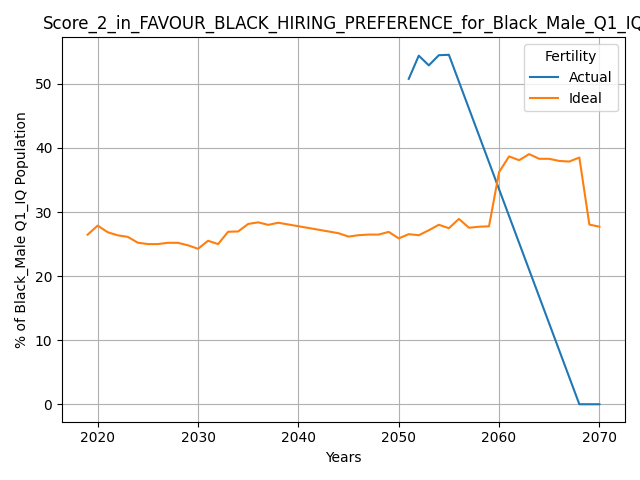 Score_2_in_FAVOUR_BLACK_HIRING_PREFERENCE_for_Black_Male_Q1_IQ
Fertility
Actual
Ideal
% of Black_Male Q1_IQ Population
50
40
30
20
10
0
2020 2030 2040 2050 2060 2070
Years